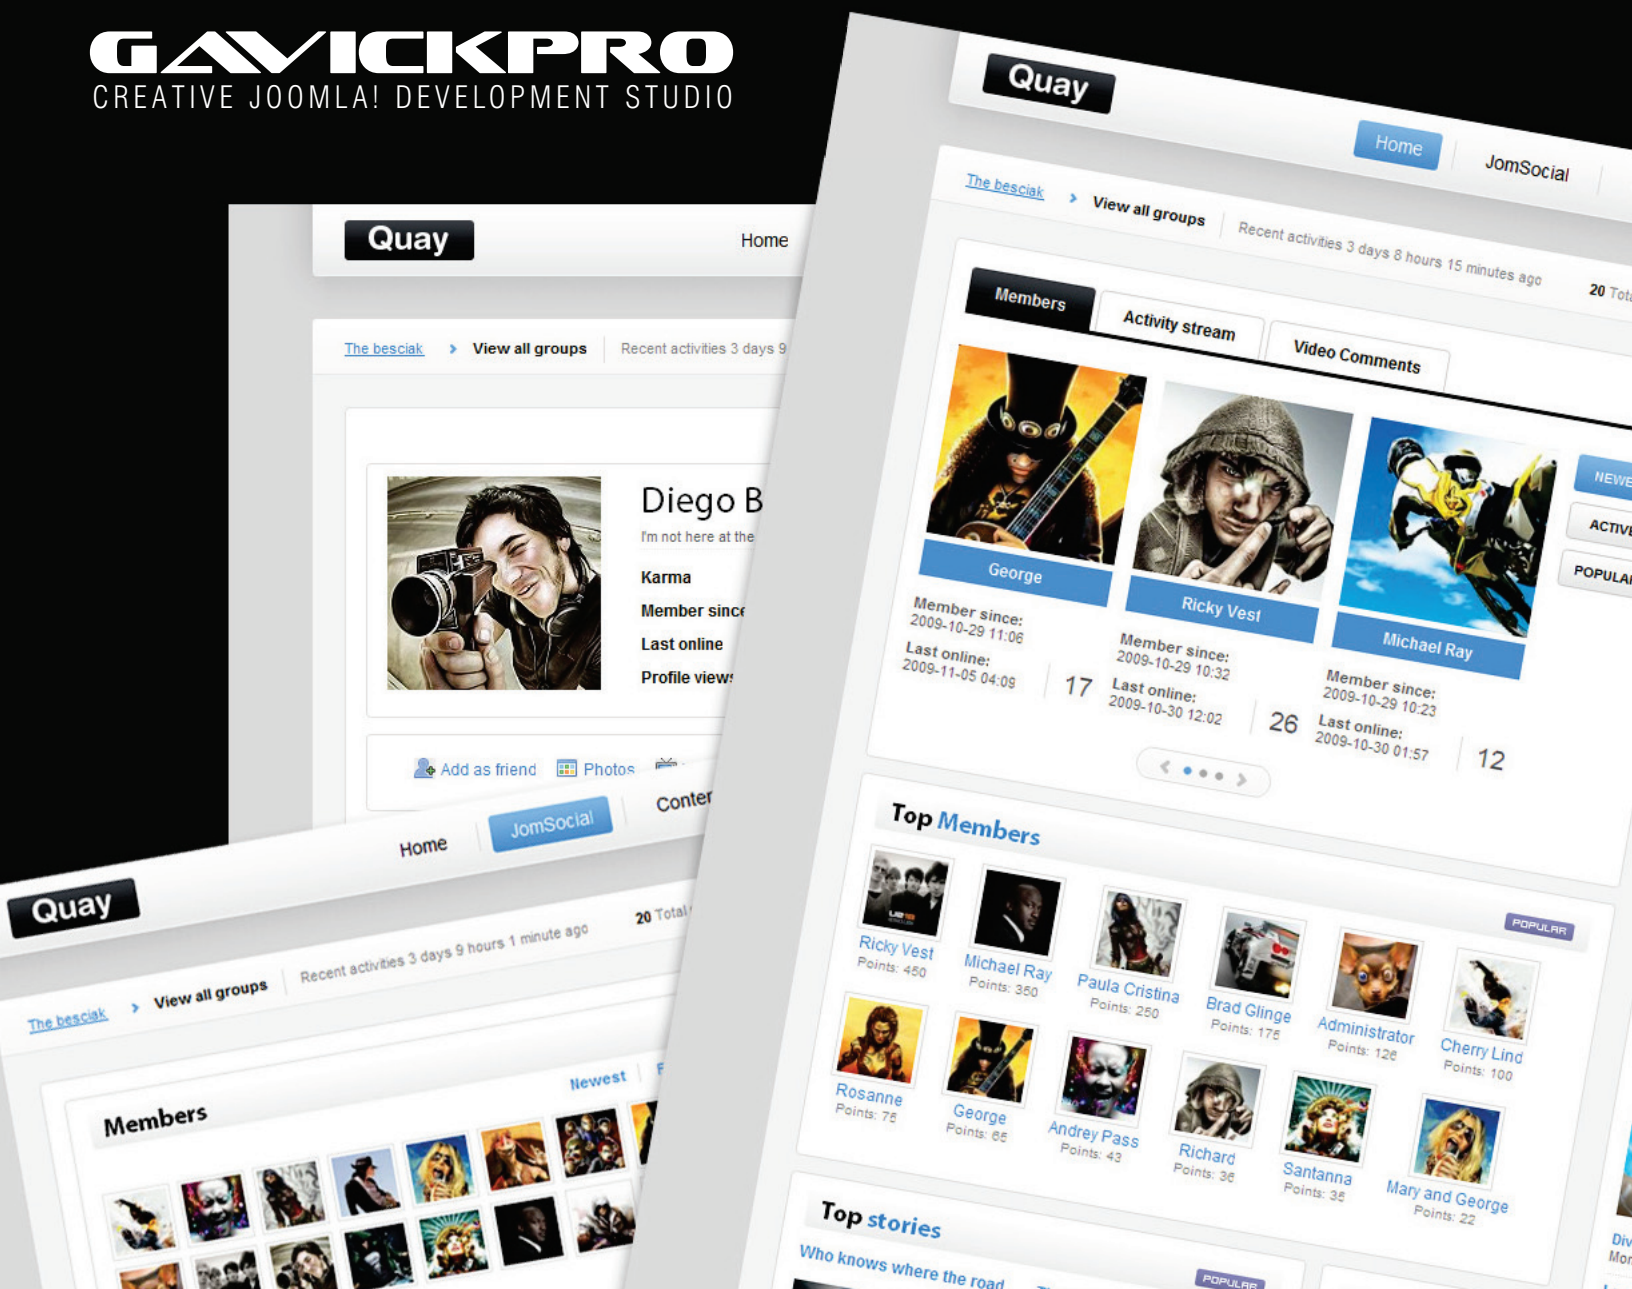 GAVICKPRO
CREATIVE JOOMLA! DEVELOPMENT STUDIO
Quay
Home
JomSocial
The besciak
View all groups
Recent activities 3 days 8 hours 15 minutes ago
20
Members
Activity stream
Video Comments
George
Ricky Vest
Michael Ray
Member since:
2009-10-29 11:06
Last online:
2009-11-05 04:09
17
Member since:
2009-10-29 10:32
Last online:
2009-10-30 12:02
26
Member since:
2009-10-29 10:23
Last online:
2009-10-30 01:57
12
Top Members
POPULAR
Ricky Vest
Points: 450
Michael Ray
Points: 350
Paula Cristina
Points: 250
Brad Glinge
Points: 175
Administrator
Points: 126
Cherry Lind
Points: 100
Rosanne
Points: 75
George
Points: 65
Andrey Pass
Points: 43
Richard
Points: 36
Santanna
Points: 35
Mary and George
Points: 22
Top stories
Who knows where the road
POPULAR
Quay
Home
The besciak
View all groups
Recent activities 3 days 9
Diego B
I'm not here at the
Karma
Member since
Last online
Profile views
Add as friend
Photos
Quay
Home
JomSocial
The besciak
View all groups
Recent activities 3 days 9 hours 1 minute ago
20 Total
Members
Newest